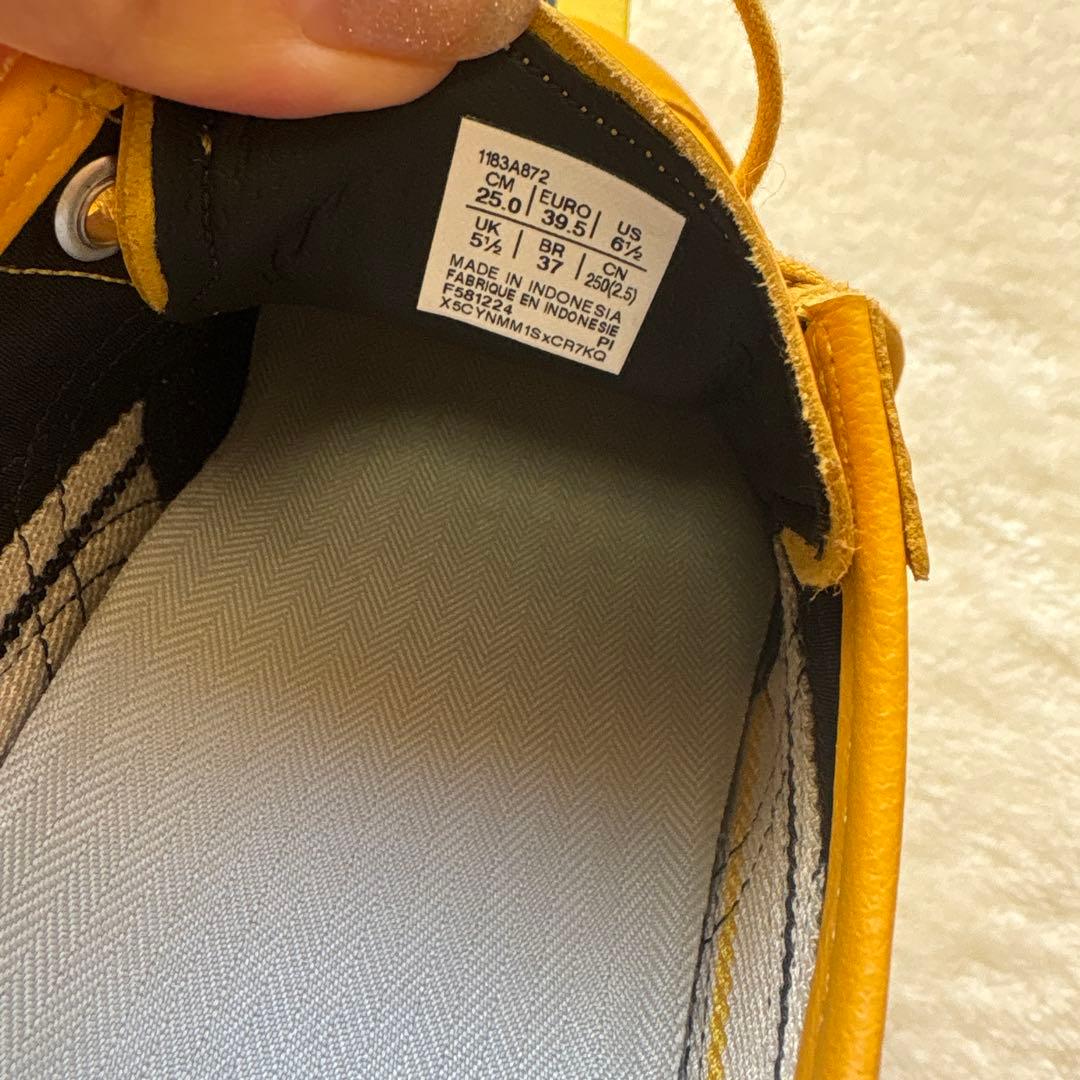 1183A872
CM EURO US
25.0 39.5 6½
UK BR CN
5½ 37 250(2.5)
MADE IN INDONESIA
FABRIQUE EN INDONESIE
F581224 PI
X5CYNMM1SxCR7KQ